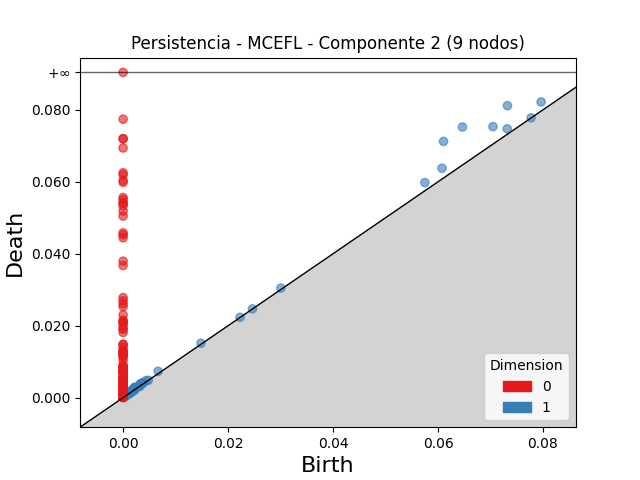 Persistencia - MCEFL - Componente 2 (9 nodos)
+∞
0.080
0.060
0.040
0.020
0.000
Death
0.00 0.02 0.04 0.06 0.08
Birth
Dimension
0
1